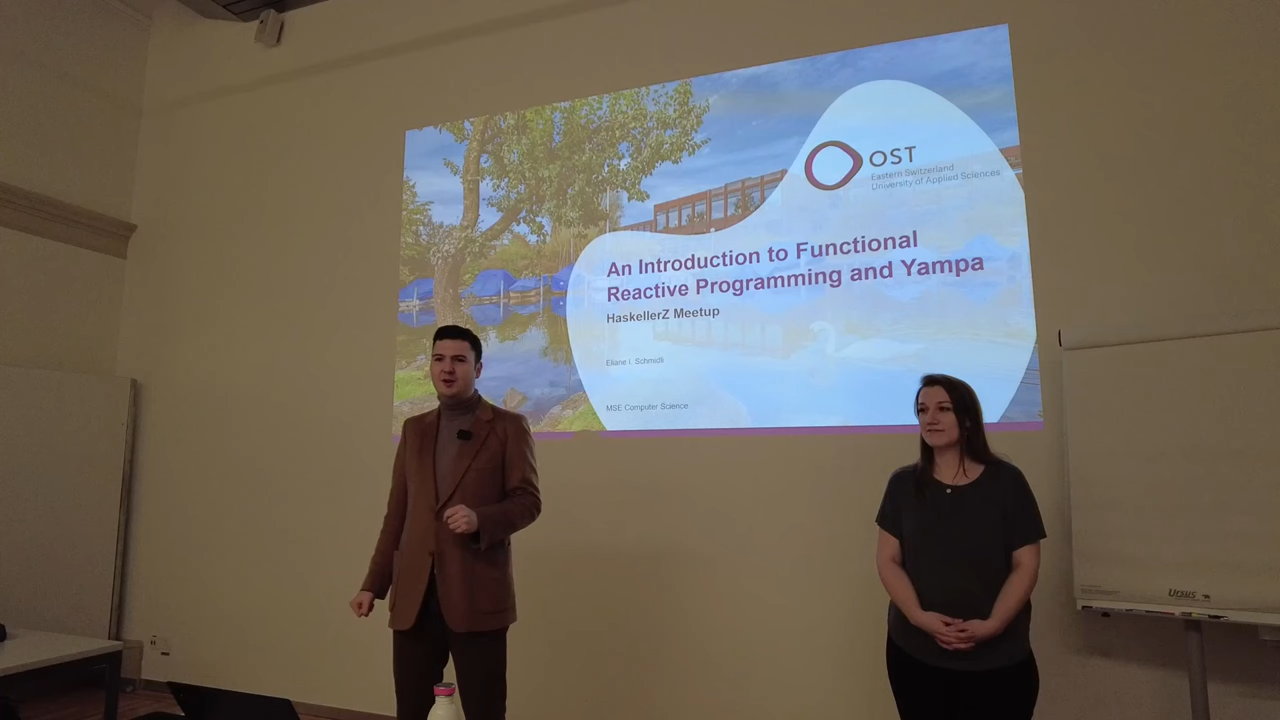 OST
Eastern Switzerland
University of Applied Sciences
An Introduction to Functional
Reactive Programming and Yampa
HaskellerZ Meetup
Eliane I. Schmidli
MSE Computer Science
Ursus